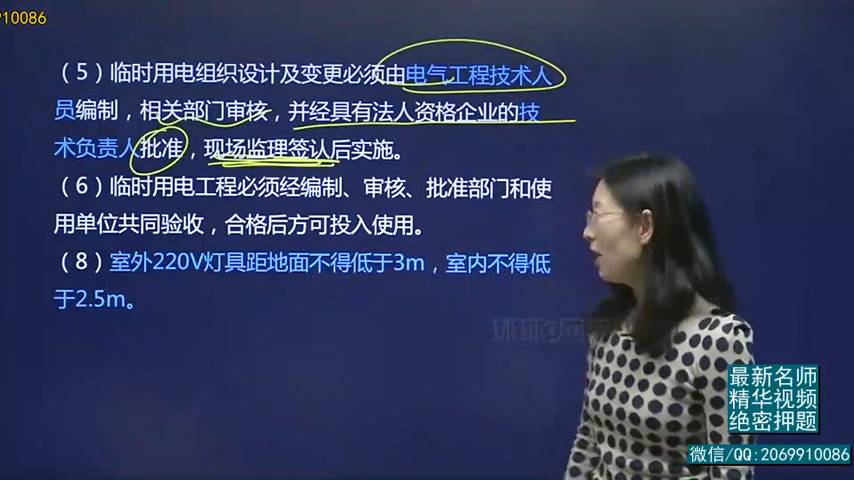 910086
（5）临时用电组织设计及变更必须由电气工程技术人
员编制，相关部门审核，并经具有法人资格企业的技
术负责人批准，现场监理签认后实施。
（6）临时用电工程必须经编制、审核、批准部门和使
用单位共同验收，合格后方可投入使用。
（8）室外220V灯具距地面不得低于3m，室内不得低
于2.5m。
最新名师
精华视频
绝密押题
微信/QQ:2069910086